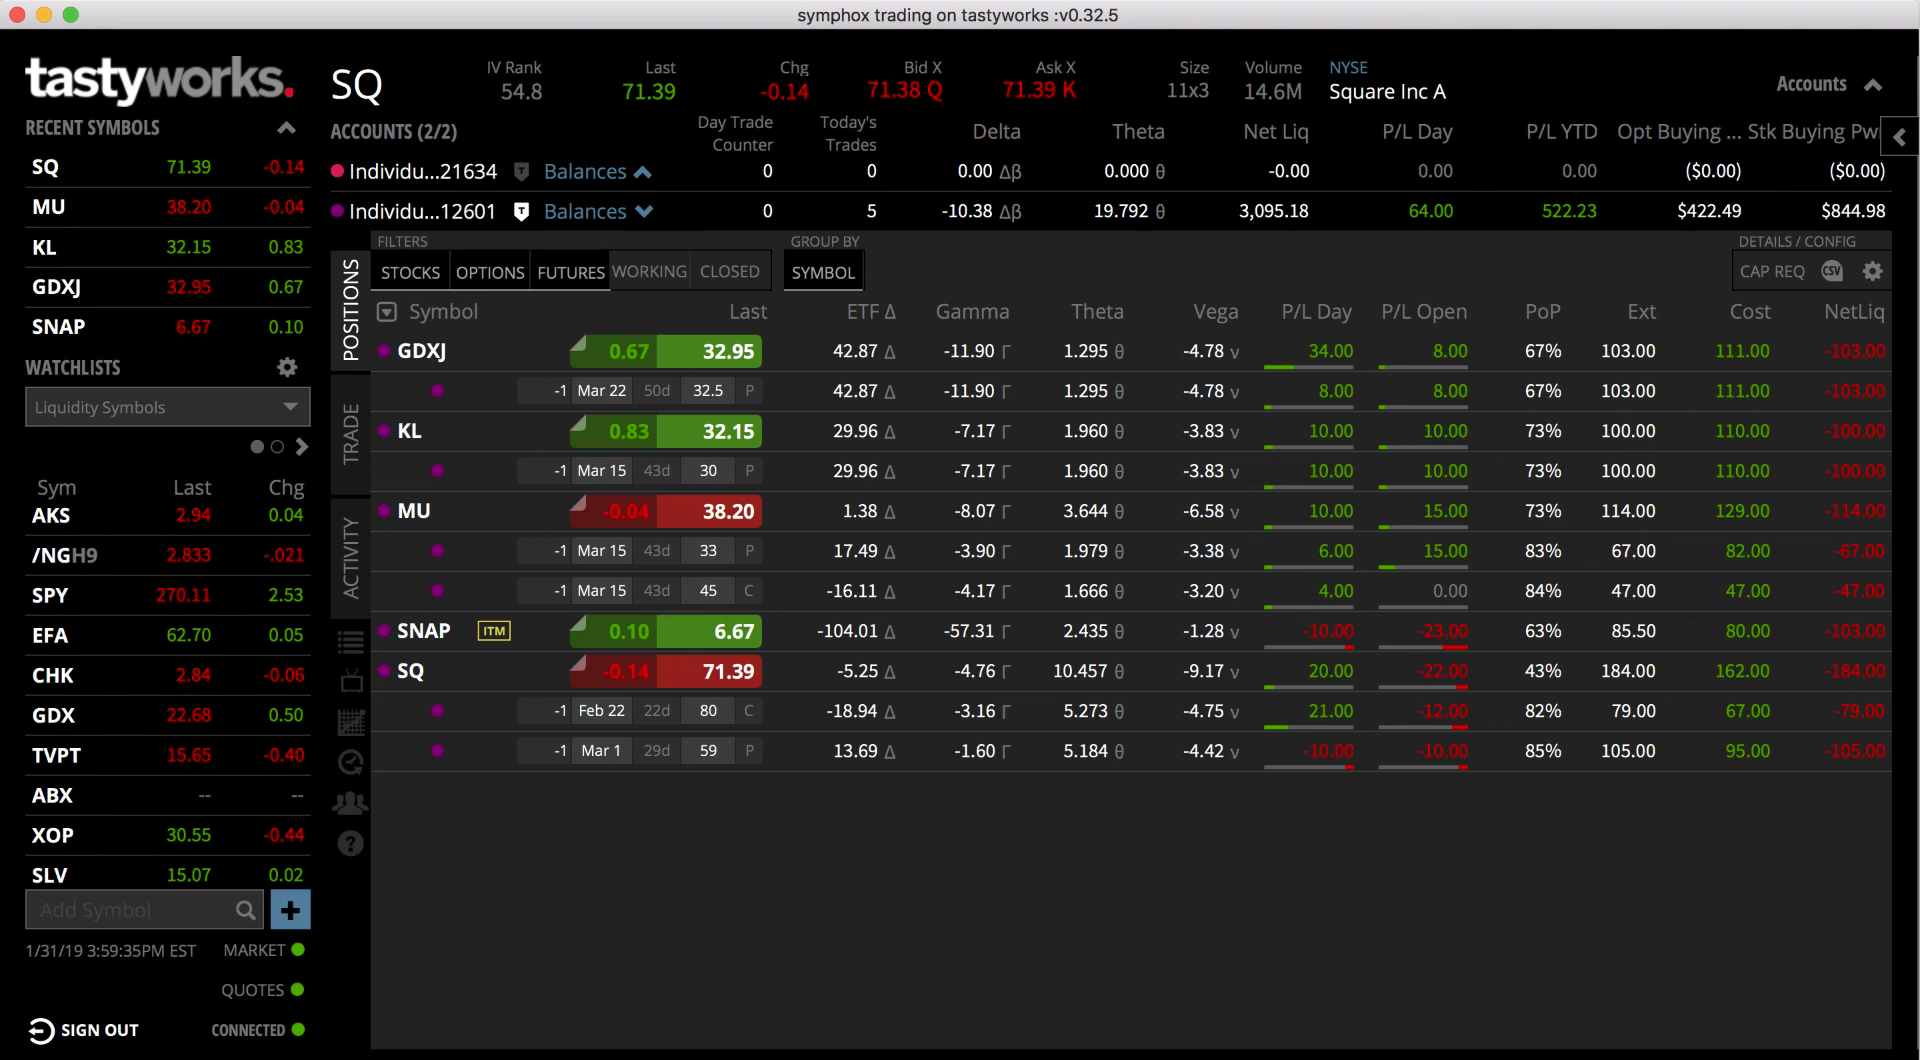 symphox trading on tastyworks :v0.32.5
tastyworks.
SQ
IV Rank Last Chg Bid X Ask X Size Volume NYSE
54.8 71.39 -0.14 71.38 Q 71.39 K 11x3 14.6M Square Inc A
Accounts
ACCOUNTS (2/2) Day Trade Counter Today's Trades Delta Theta Net Liq P/L Day P/L YTD Opt Buying ... Stk Buying Pw
Individu...21634 T Balances 0 0 0.00 Δβ 0.000 θ -0.00 0.00 0.00 ($0.00) ($0.00)
Individu...12601 T Balances 0 5 -10.38 Δβ 19.792 θ 3,095.18 64.00 522.23 $422.49 $844.98
RECENT SYMBOLS
SQ 71.39 -0.14
MU 38.20 -0.04
KL 32.15 0.83
GDXJ 32.95 0.67
SNAP 6.67 0.10
WATCHLISTS
Liquidity Symbols
Sym Last Chg
AKS 2.94 0.04
/NGH9 2.833 -.021
SPY 270.11 2.53
EFA 62.70 0.05
CHK 2.84 -0.06
GDX 22.68 0.50
TVPT 15.65 -0.40
ABX -- --
XOP 30.55 -0.44
SLV 15.07 0.02
Add Symbol
1/31/19 3:59:35PM EST MARKET
QUOTES
SIGN OUT CONNECTED
POSITIONS
TRADE
ACTIVITY
FILTERS GROUP BY DETAILS / CONFIG
STOCKS OPTIONS FUTURES WORKING CLOSED SYMBOL CAP REQ CSV
Symbol Last ETF Δ Gamma Theta Vega P/L Day P/L Open PoP Ext Cost NetLiq
GDXJ 0.67 32.95 42.87 Δ -11.90 Γ 1.295 θ -4.78 ν 34.00 8.00 67% 103.00 111.00 -103.00
-1 Mar 22 50d 32.5 P 42.87 Δ -11.90 Γ 1.295 θ -4.78 ν 8.00 8.00 67% 103.00 111.00 -103.00
KL 0.83 32.15 29.96 Δ -7.17 Γ 1.960 θ -3.83 ν 10.00 10.00 73% 100.00 110.00 -100.00
-1 Mar 15 43d 30 P 29.96 Δ -7.17 Γ 1.960 θ -3.83 ν 10.00 10.00 73% 100.00 110.00 -100.00
MU -0.04 38.20 1.38 Δ -8.07 Γ 3.644 θ -6.58 ν 10.00 15.00 73% 114.00 129.00 -114.00
-1 Mar 15 43d 33 P 17.49 Δ -3.90 Γ 1.979 θ -3.38 ν 6.00 15.00 83% 67.00 82.00 -67.00
-1 Mar 15 43d 45 C -16.11 Δ -4.17 Γ 1.666 θ -3.20 ν 4.00 0.00 84% 47.00 47.00 -47.00
SNAP ITM 0.10 6.67 -104.01 Δ -57.31 Γ 2.435 θ -1.28 ν -10.00 -23.00 63% 85.50 80.00 -103.00
SQ -0.14 71.39 -5.25 Δ -4.76 Γ 10.457 θ -9.17 ν 20.00 -22.00 43% 184.00 162.00 -184.00
-1 Feb 22 22d 80 C -18.94 Δ -3.16 Γ 5.273 θ -4.75 ν 21.00 -12.00 82% 79.00 67.00 -79.00
-1 Mar 1 29d 59 P 13.69 Δ -1.60 Γ 5.184 θ -4.42 ν -10.00 -10.00 85% 105.00 95.00 -105.00